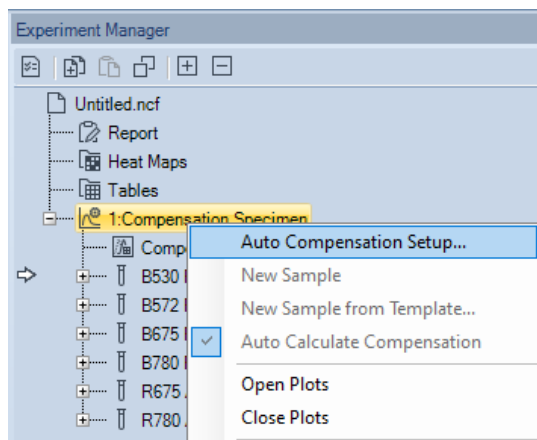 Experiment Manager
Untitled.ncf
Report
Heat Maps
Tables
1:Compensation Specimen
Auto Compensation Setup...
New Sample
B530
New Sample from Template...
B572
Auto Calculate Compensation
B675
B780
Open Plots
R675
Close Plots
R780